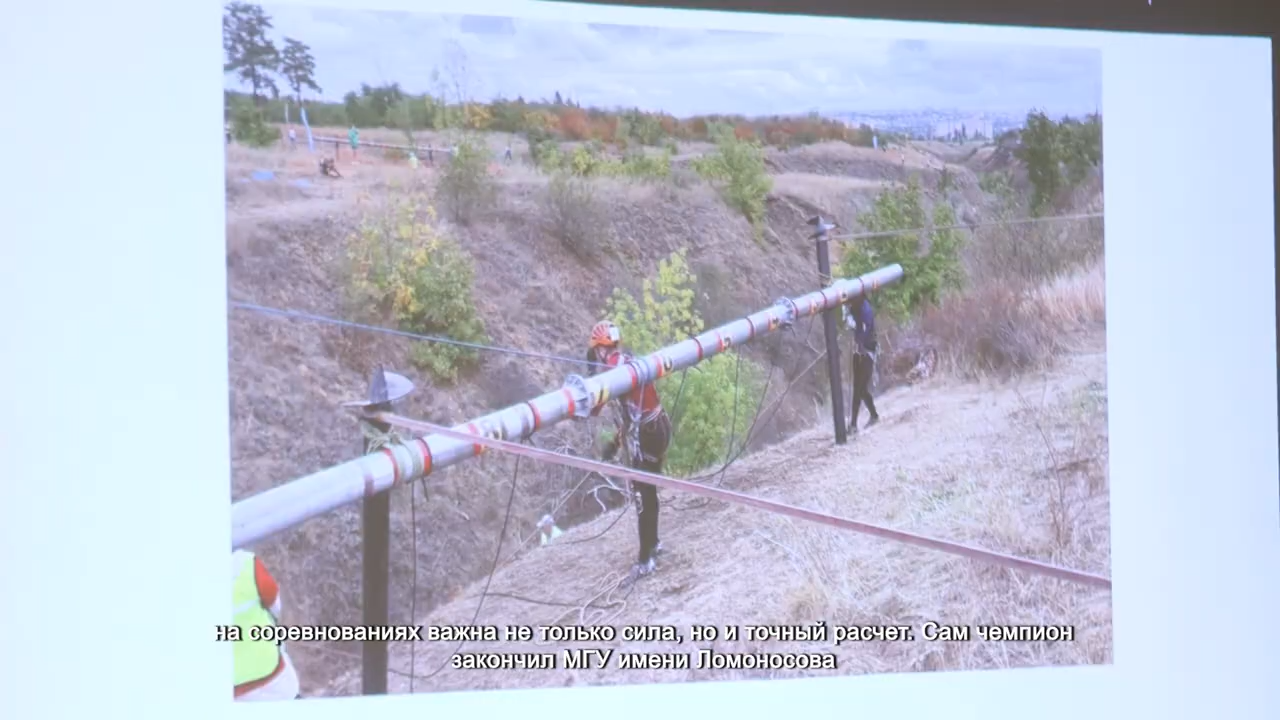 на соревнованиях важна не только сила, но и точный расчет. Сам чемпион
закончил МГУ имени Ломоносова